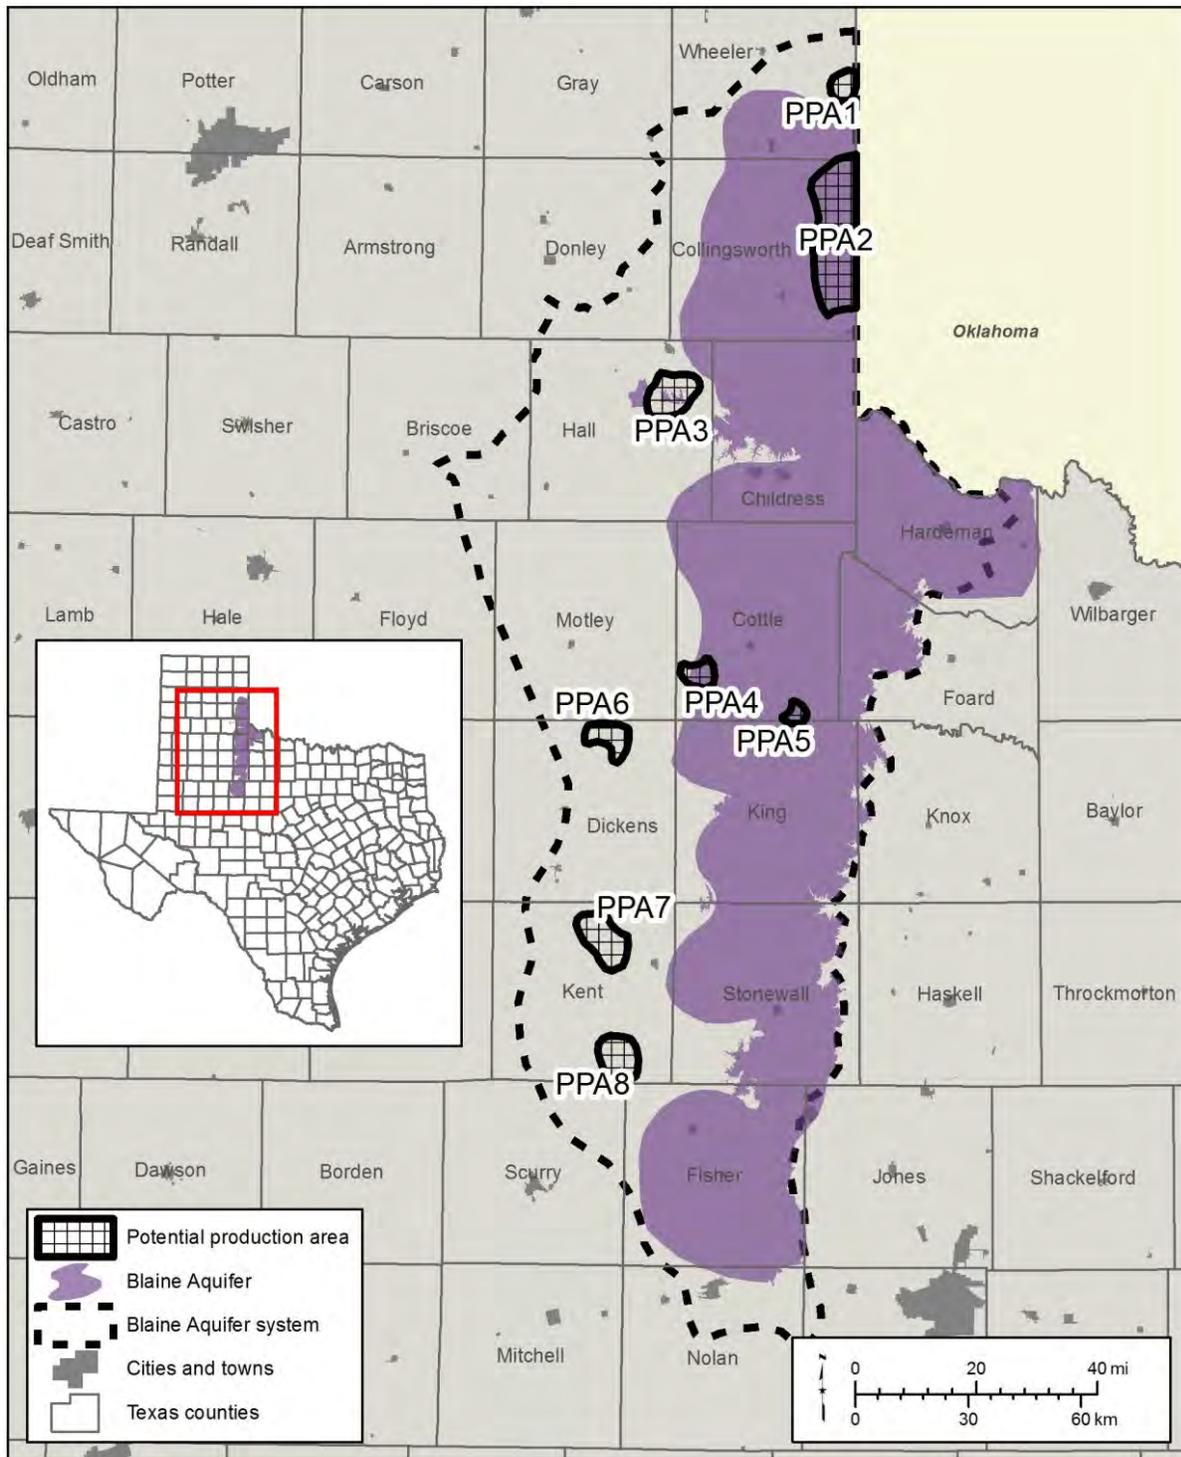 Wheeler
Oldham
Potter
Carson
Gray
PPA1
Deaf Smith
Randall
Armstrong
Donley
Collingsworth
PPA2
Oklahoma
Castro
Swisher
Briscoe
Hall
PPA3
Childress
Hardeman
Lamb
Hale
Floyd
Motley
Cottle
Wilbarger
PPA6
PPA4
PPA5
Foard
Dickens
King
Knox
Baylor
PPA7
Kent
Stonewall
Haskell
Throckmorton
PPA8
Gaines
Dawson
Borden
Scurry
Fisher
Jones
Shackelford
Potential production area
Blaine Aquifer
Blaine Aquifer system
Cities and towns
Texas counties
Mitchell
Nolan
0 20 40 mi
0 30 60 km